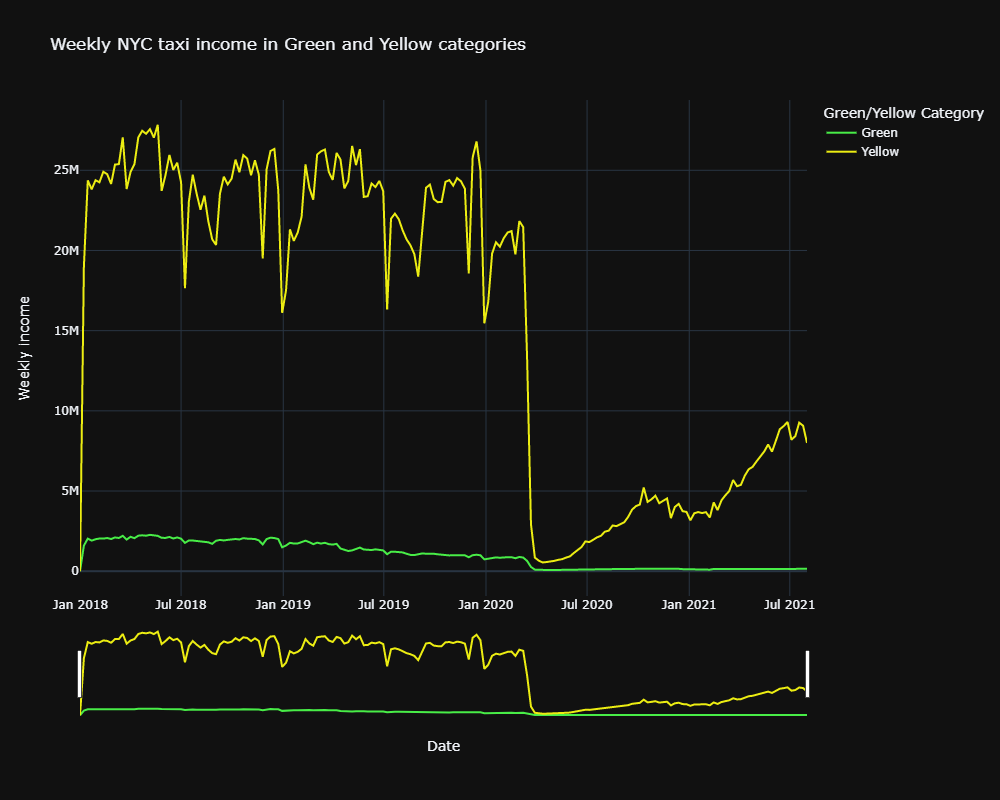 Weekly NYC taxi income in Green and Yellow categories
Green/Yellow Category
Green
Yellow
Weekly Income
25M
20M
15M
10M
5M
0
Jan 2018 Jul 2018 Jan 2019 Jul 2019 Jan 2020 Jul 2020 Jan 2021 Jul 2021
Date